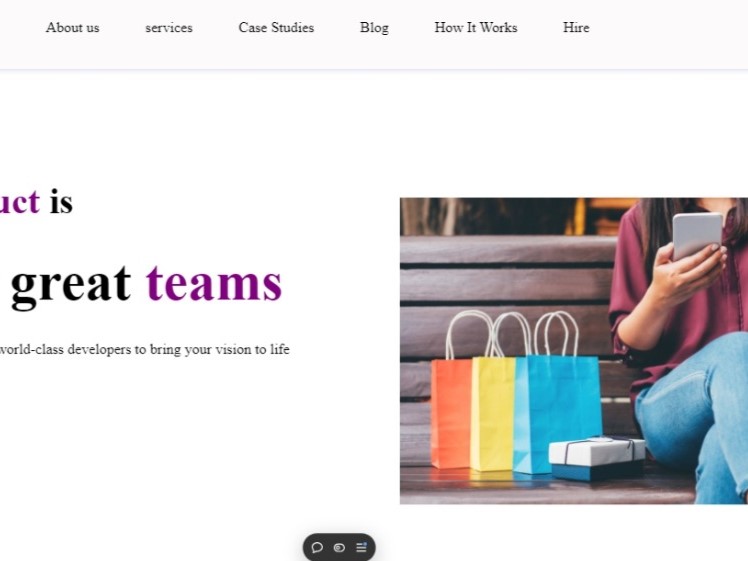 About us services Case Studies Blog How It Works Hire
is
great teams
world-class developers to bring your vision to life